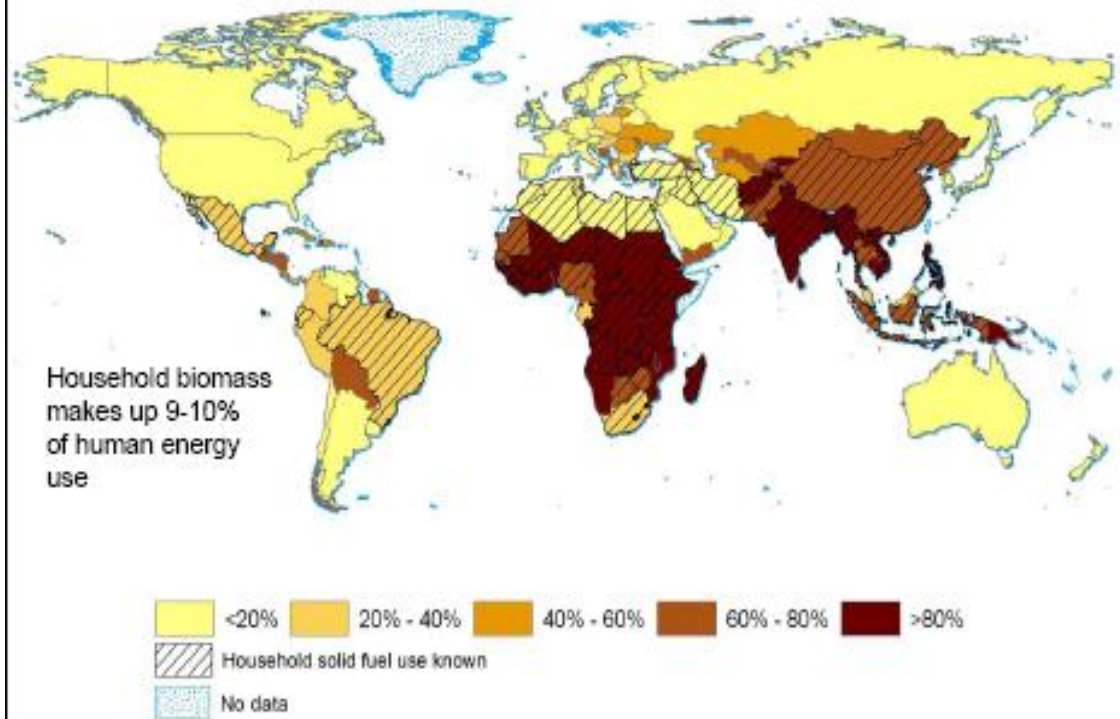 Household biomass
makes up 9-10%
of human energy
use
<20% 20% - 40% 40% - 60% 60% - 80% >80%
Household solid fuel use known
No data